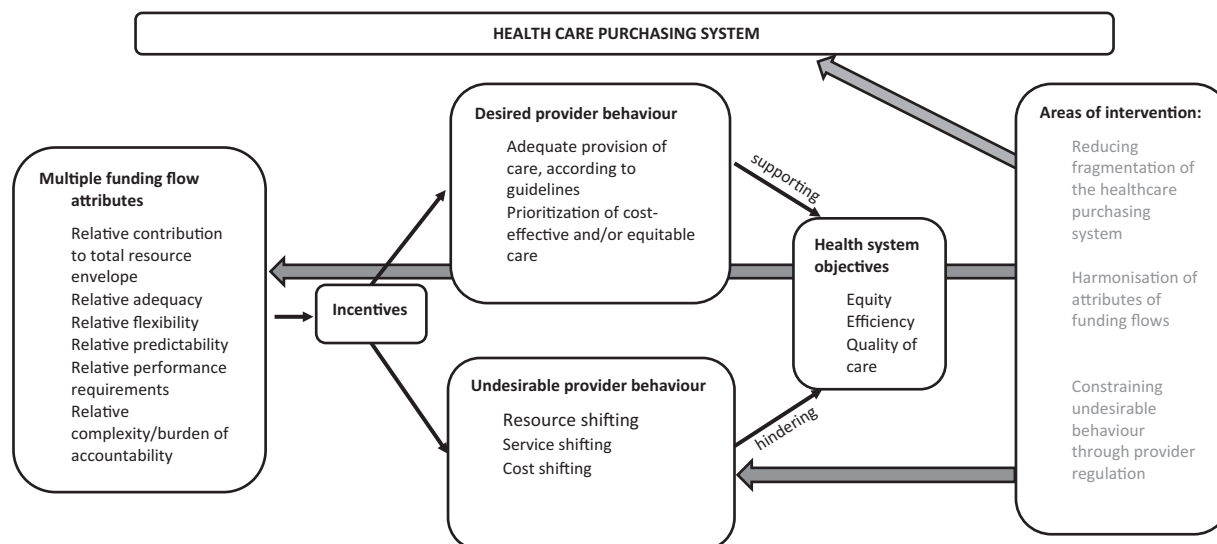 HEALTH CARE PURCHASING SYSTEM
Multiple funding flow
attributes
Relative contribution
to total resource
envelope
Relative adequacy
Relative flexibility
Relative predictability
Relative performance
requirements
Relative
complexity/burden of
accountability
Incentives
Desired provider behaviour
Adequate provision of
care, according to
guidelines
Prioritization of cost-
effective and/or equitable
care
Undesirable provider behaviour
Resource shifting
Service shifting
Cost shifting
supporting
hindering
Health system
objectives
Equity
Efficiency
Quality of
care
Areas of intervention:
Reducing
fragmentation of
the healthcare
purchasing
system
Harmonisation of
attributes of
funding flows
Constraining
undesirable
behaviour
through provider
regulation